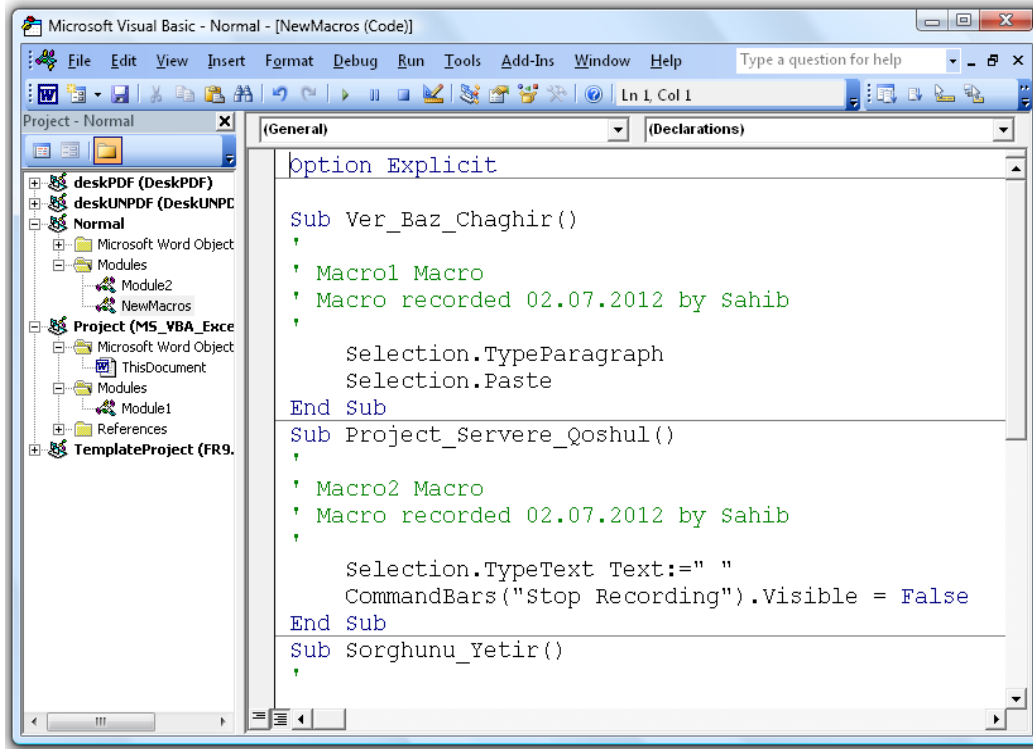 Microsoft Visual Basic - Normal - [NewMacros (Code)]
File Edit View Insert Format Debug Run Tools Add-Ins Window Help Type a question for help
Ln 1, Col 1
Project - Normal
(General) (Declarations)
deskPDF (DeskPDF)
deskUNPDF (DeskUNPD
Normal
Microsoft Word Object
Modules
Module2
NewMacros
Project (MS_VBA_Exce
Microsoft Word Object
ThisDocument
Modules
Module1
References
TemplateProject (FR9.
Option Explicit
Sub Ver_Baz_Chaghir()
'
' Macro1 Macro
' Macro recorded 02.07.2012 by Sahib
'
Selection.TypeParagraph
Selection.Paste
End Sub
Sub Project_Servere_Qoshul()
'
' Macro2 Macro
' Macro recorded 02.07.2012 by Sahib
'
Selection.TypeText Text:=" "
CommandBars("Stop Recording").Visible = False
End Sub
Sub Sorghunu_Yetir()
'